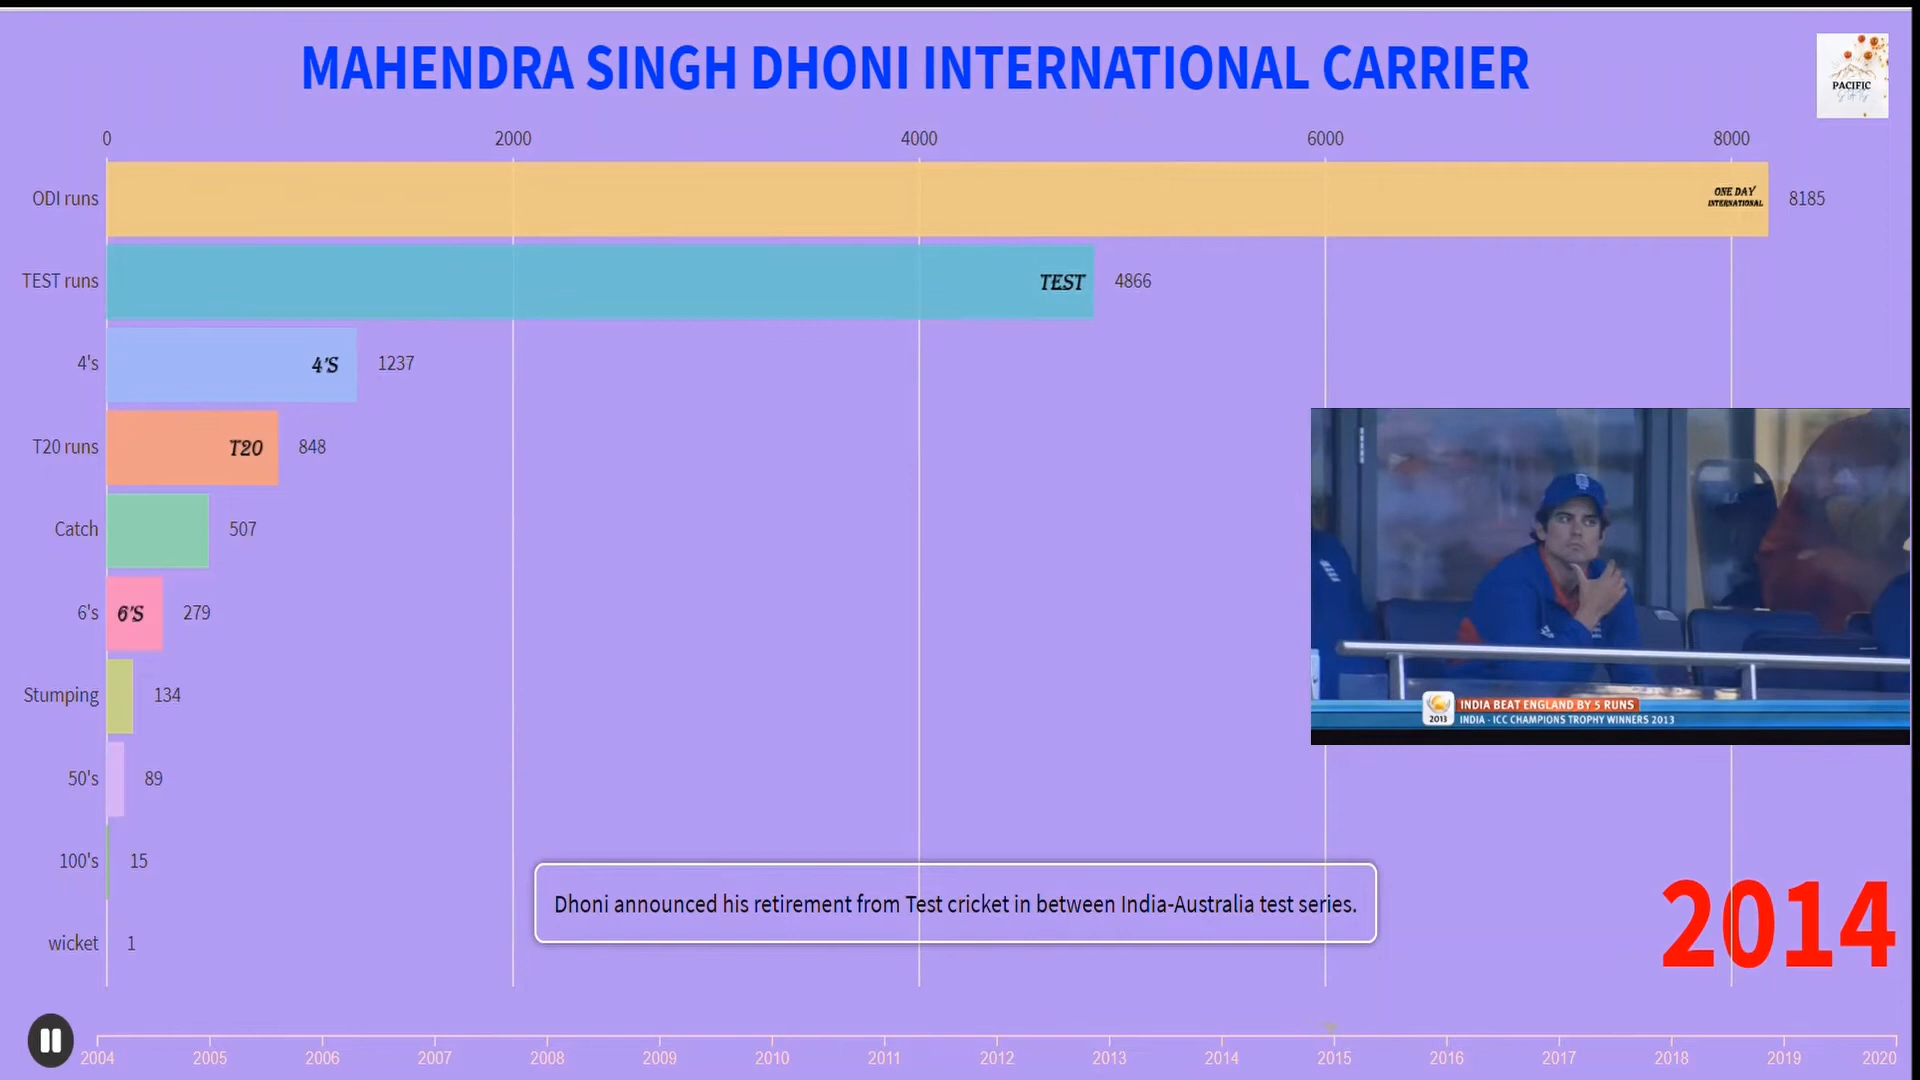 MAHENDRA SINGH DHONI INTERNATIONAL CARRIER
PACIFIC
0 2000 4000 6000 8000
ODI runs ONE DAY INTERNATIONAL 8185
TEST runs TEST 4866
4's 4'S 1237
T20 runs T20 848
Catch 507
6's 6'S 279
Stumping 134
50's 89
100's 15
wicket 1
2013 INDIA BEAT ENGLAND BY 5 RUNS
INDIA - ICC CHAMPIONS TROPHY WINNERS 2013
Dhoni announced his retirement from Test cricket in between India-Australia test series.
2014
2004 2005 2006 2007 2008 2009 2010 2011 2012 2013 2014 2015 2016 2017 2018 2019 2020